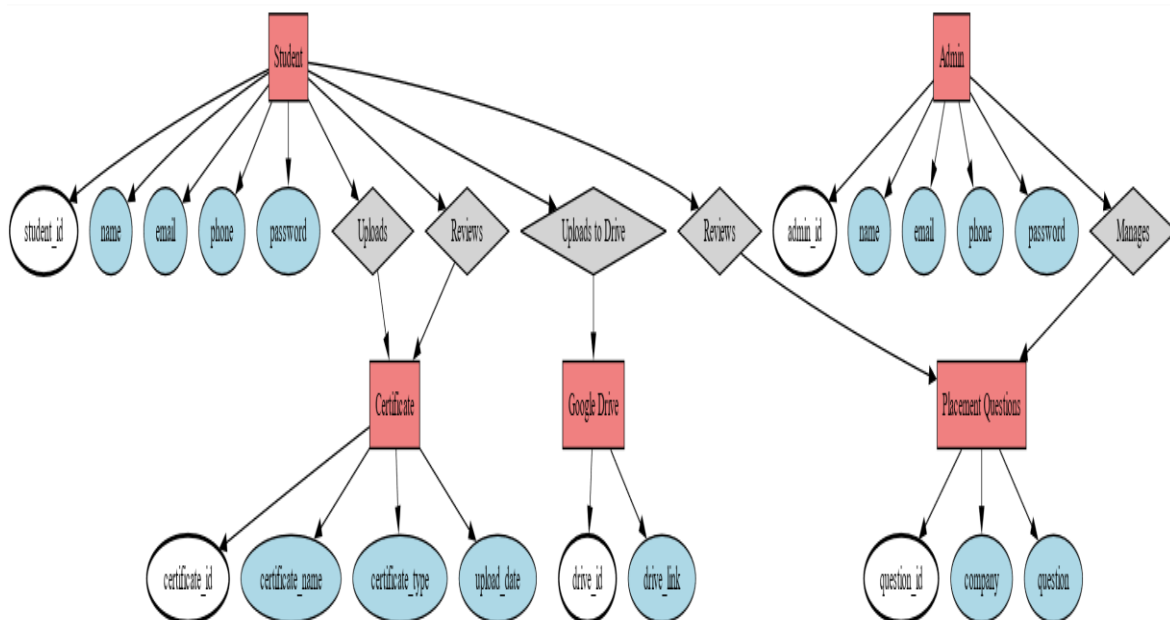 Student
Admin
student_id
name
email
phone
password
Uploads
Reviews
Uploads to Drive
Reviews
admin_id
name
email
phone
password
Manages
Certificate
Google Drive
Placement Questions
certificate_id
certificate_name
certificate_type
upload_date
drive_id
drive_link
question_id
company
question